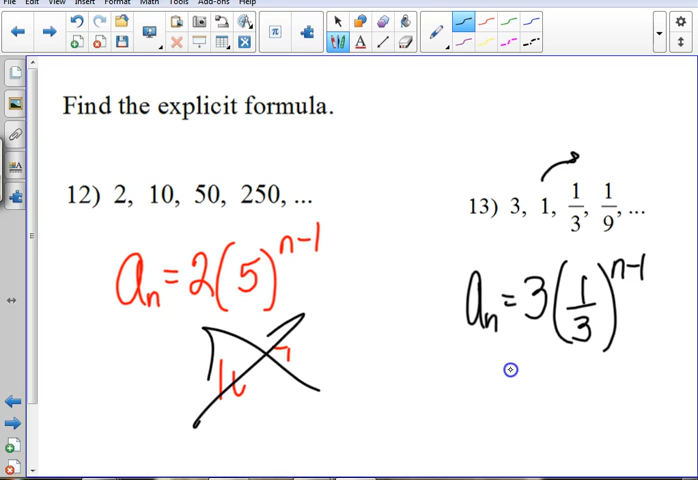 File Edit View Insert Format Tools Add-ons Help
Find the explicit formula.
12) 2, 10, 50, 250, ...
13) 3, 1, 1/3, 1/9, ...
aₙ = 2(5)ⁿ⁻¹
aₙ = 3(1/3)ⁿ⁻¹